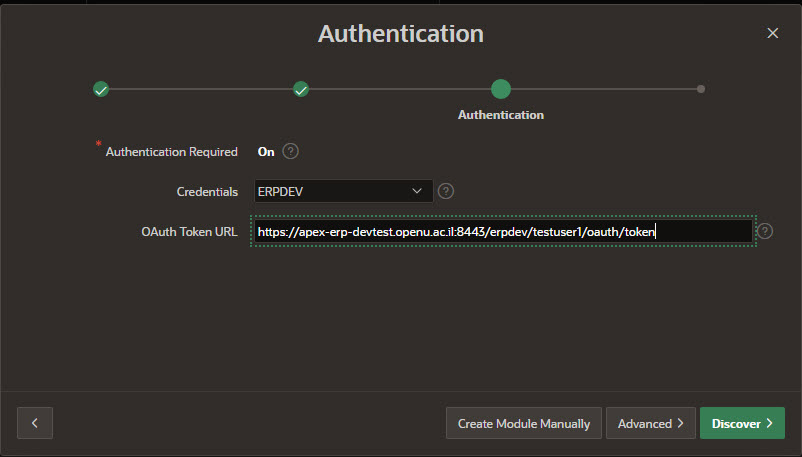 Authentication
Authentication
* Authentication Required On ?
Credentials ERPDEV ?
OAuth Token URL https://apex-erp-devtest.openu.ac.il:8443/erpdev/testuser1/oauth/token ?
Create Module Manually Advanced Discover